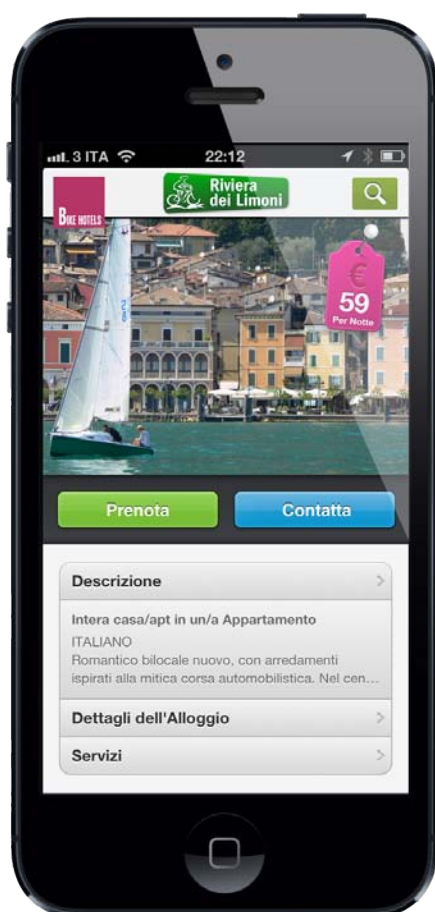 3 ITA 22:12
BIKE HOTELS
Riviera
dei Limoni
€
59
Per Notte
Prenota Contatta
Descrizione
Intera casa/apt in un/a Appartamento
ITALIANO
Romantico bilocale nuovo, con arredamenti
ispirati alla mitica corsa automobilistica. Nel cen...
Dettagli dell'Alloggio
Servizi